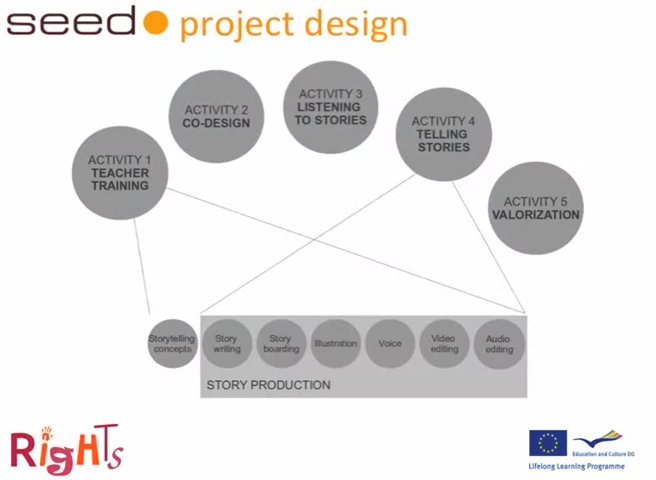 seed project design
ACTIVITY 1
TEACHER
TRAINING
ACTIVITY 2
CO-DESIGN
ACTIVITY 3
LISTENING
TO STORIES
ACTIVITY 4
TELLING
STORIES
ACTIVITY 5
VALORIZATION
Storytelling
concepts
Story
writing
Story
boarding
Illustration
Voice
Video
editing
Audio
editing
STORY PRODUCTION
RigHTs
Education and Culture DG
Lifelong Learning Programme